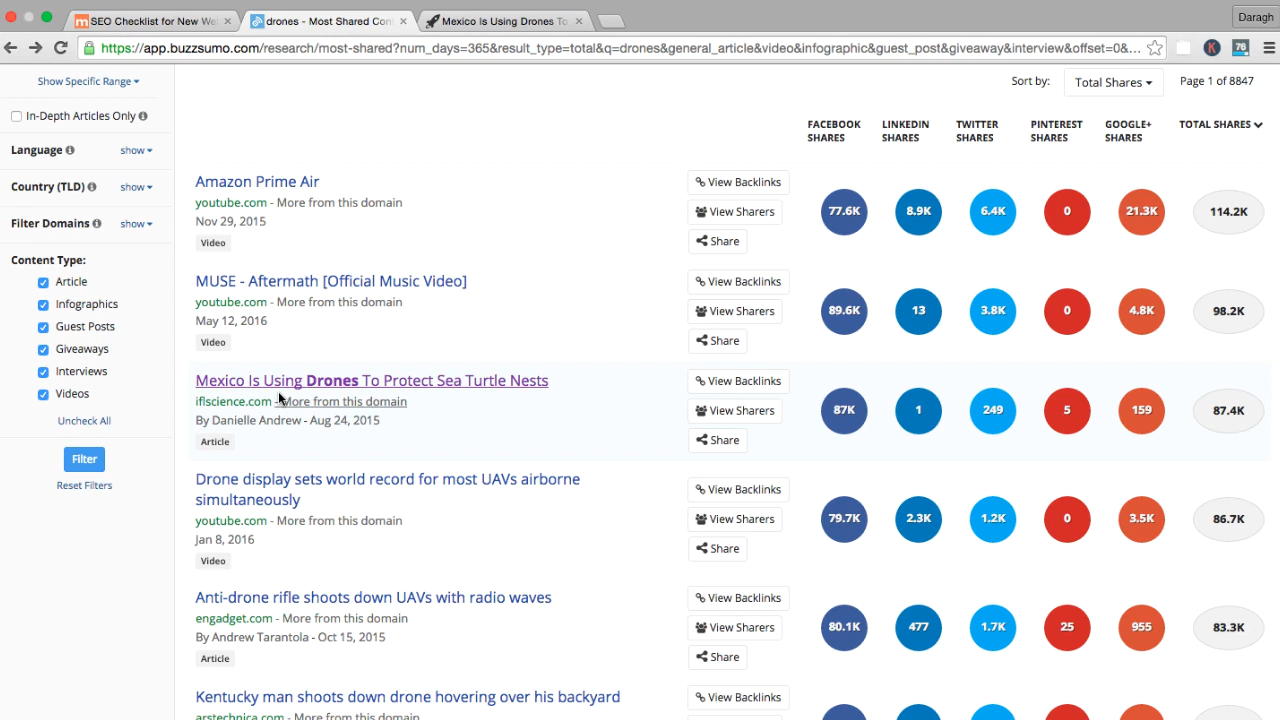 SEO Checklist for New We
drones - Most Shared Con
Mexico Is Using Drones To
Daragh
https://app.buzzsumo.com/research/most-shared?num_days=365&result_type=total&q=drones&general_article&video&infographic&guest_post&giveaway&interview&offset=0&...
K
76
Show Specific Range
Sort by:
Total Shares
Page 1 of 8847
In-Depth Articles Only
Language
show
Country (TLD)
show
Filter Domains
show
Content Type:
Article
Infographics
Guest Posts
Giveaways
Interviews
Videos
Uncheck All
Filter
Reset Filters
FACEBOOK SHARES
LINKEDIN SHARES
TWITTER SHARES
PINTEREST SHARES
GOOGLE+ SHARES
TOTAL SHARES
Amazon Prime Air
youtube.com - More from this domain
Nov 29, 2015
Video
View Backlinks
View Sharers
Share
77.6K
8.9K
6.4K
0
21.3K
114.2K
MUSE - Aftermath [Official Music Video]
youtube.com - More from this domain
May 12, 2016
Video
View Backlinks
View Sharers
Share
89.6K
13
3.8K
0
4.8K
98.2K
Mexico Is Using Drones To Protect Sea Turtle Nests
iflscience.com - More from this domain
By Danielle Andrew - Aug 24, 2015
Article
View Backlinks
View Sharers
Share
87K
1
249
5
159
87.4K
Drone display sets world record for most UAVs airborne
simultaneously
youtube.com - More from this domain
Jan 8, 2016
Video
View Backlinks
View Sharers
Share
79.7K
2.3K
1.2K
0
3.5K
86.7K
Anti-drone rifle shoots down UAVs with radio waves
engadget.com - More from this domain
By Andrew Tarantola - Oct 15, 2015
Article
View Backlinks
View Sharers
Share
80.1K
477
1.7K
25
955
83.3K
Kentucky man shoots down drone hovering over his backyard
arstechnica.com - More from this domain
View Backlinks